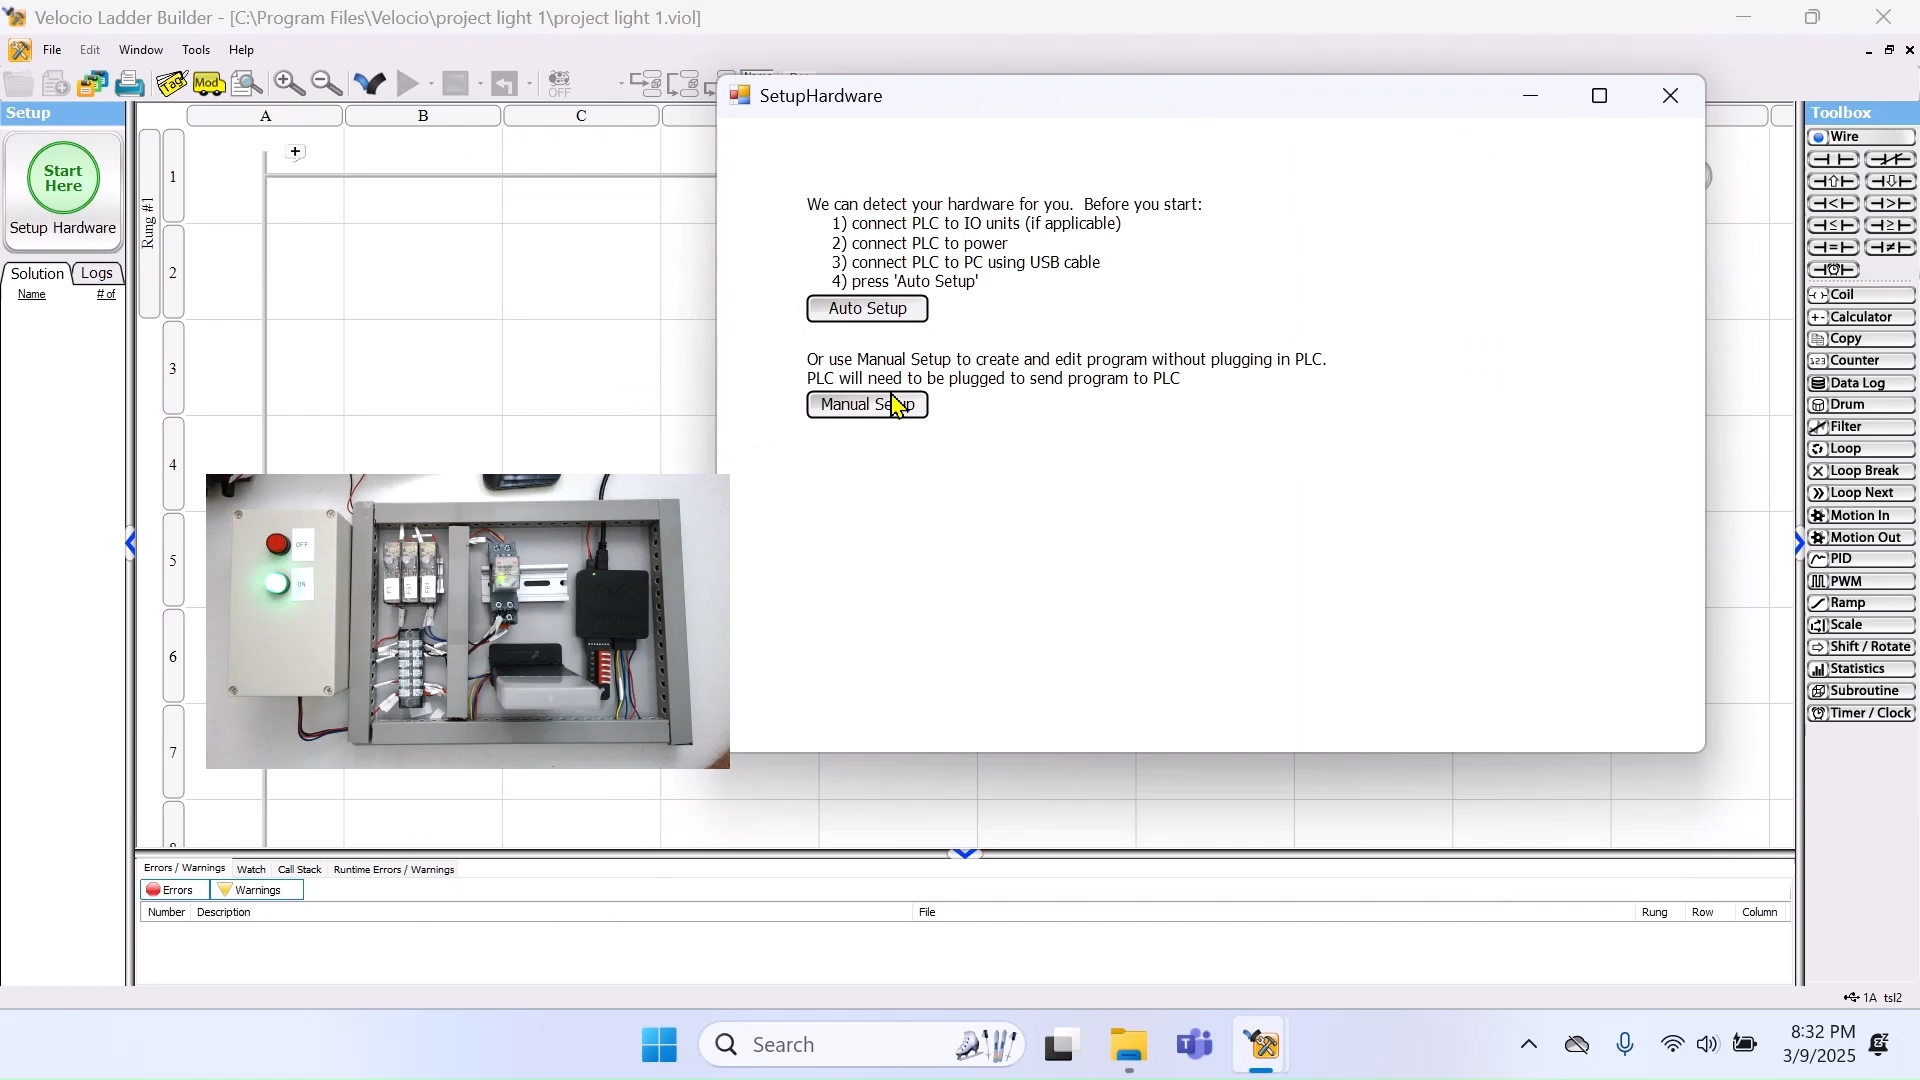 Velocio Ladder Builder - [C:\Program Files\Velocio\project light 1\project light 1.viol]
File Edit Window Tools Help
Tags Mod OFF
Setup
Start
Here
Setup Hardware
Solution Logs
Name # of
A B C
Rung #1
1
2
3
4
5
6
7
8
SetupHardware
We can detect your hardware for you. Before you start:
1) connect PLC to IO units (if applicable)
2) connect PLC to power
3) connect PLC to PC using USB cable
4) press 'Auto Setup'
Auto Setup
Or use Manual Setup to create and edit program without plugging in PLC.
PLC will need to be plugged to send program to PLC
Manual Setup
OFF
ON
Toolbox
Wire
Coil
Calculator
Copy
Counter
Data Log
Drum
Filter
Loop
Loop Break
Loop Next
Motion In
Motion Out
PID
PWM
Ramp
Scale
Shift / Rotate
Statistics
Subroutine
Timer / Clock
Errors / Warnings Watch Call Stack Runtime Errors / Warnings
Errors Warnings
Number Description File Rung Row Column
1A tsl2
Search
8:32 PM
3/9/2025